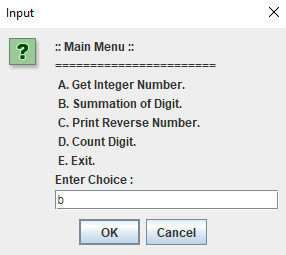 Input
:: Main Menu ::
=======================
A. Get Integer Number.
B. Summation of Digit.
C. Print Reverse Number.
D. Count Digit.
E. Exit.
Enter Choice :
b
OK
Cancel